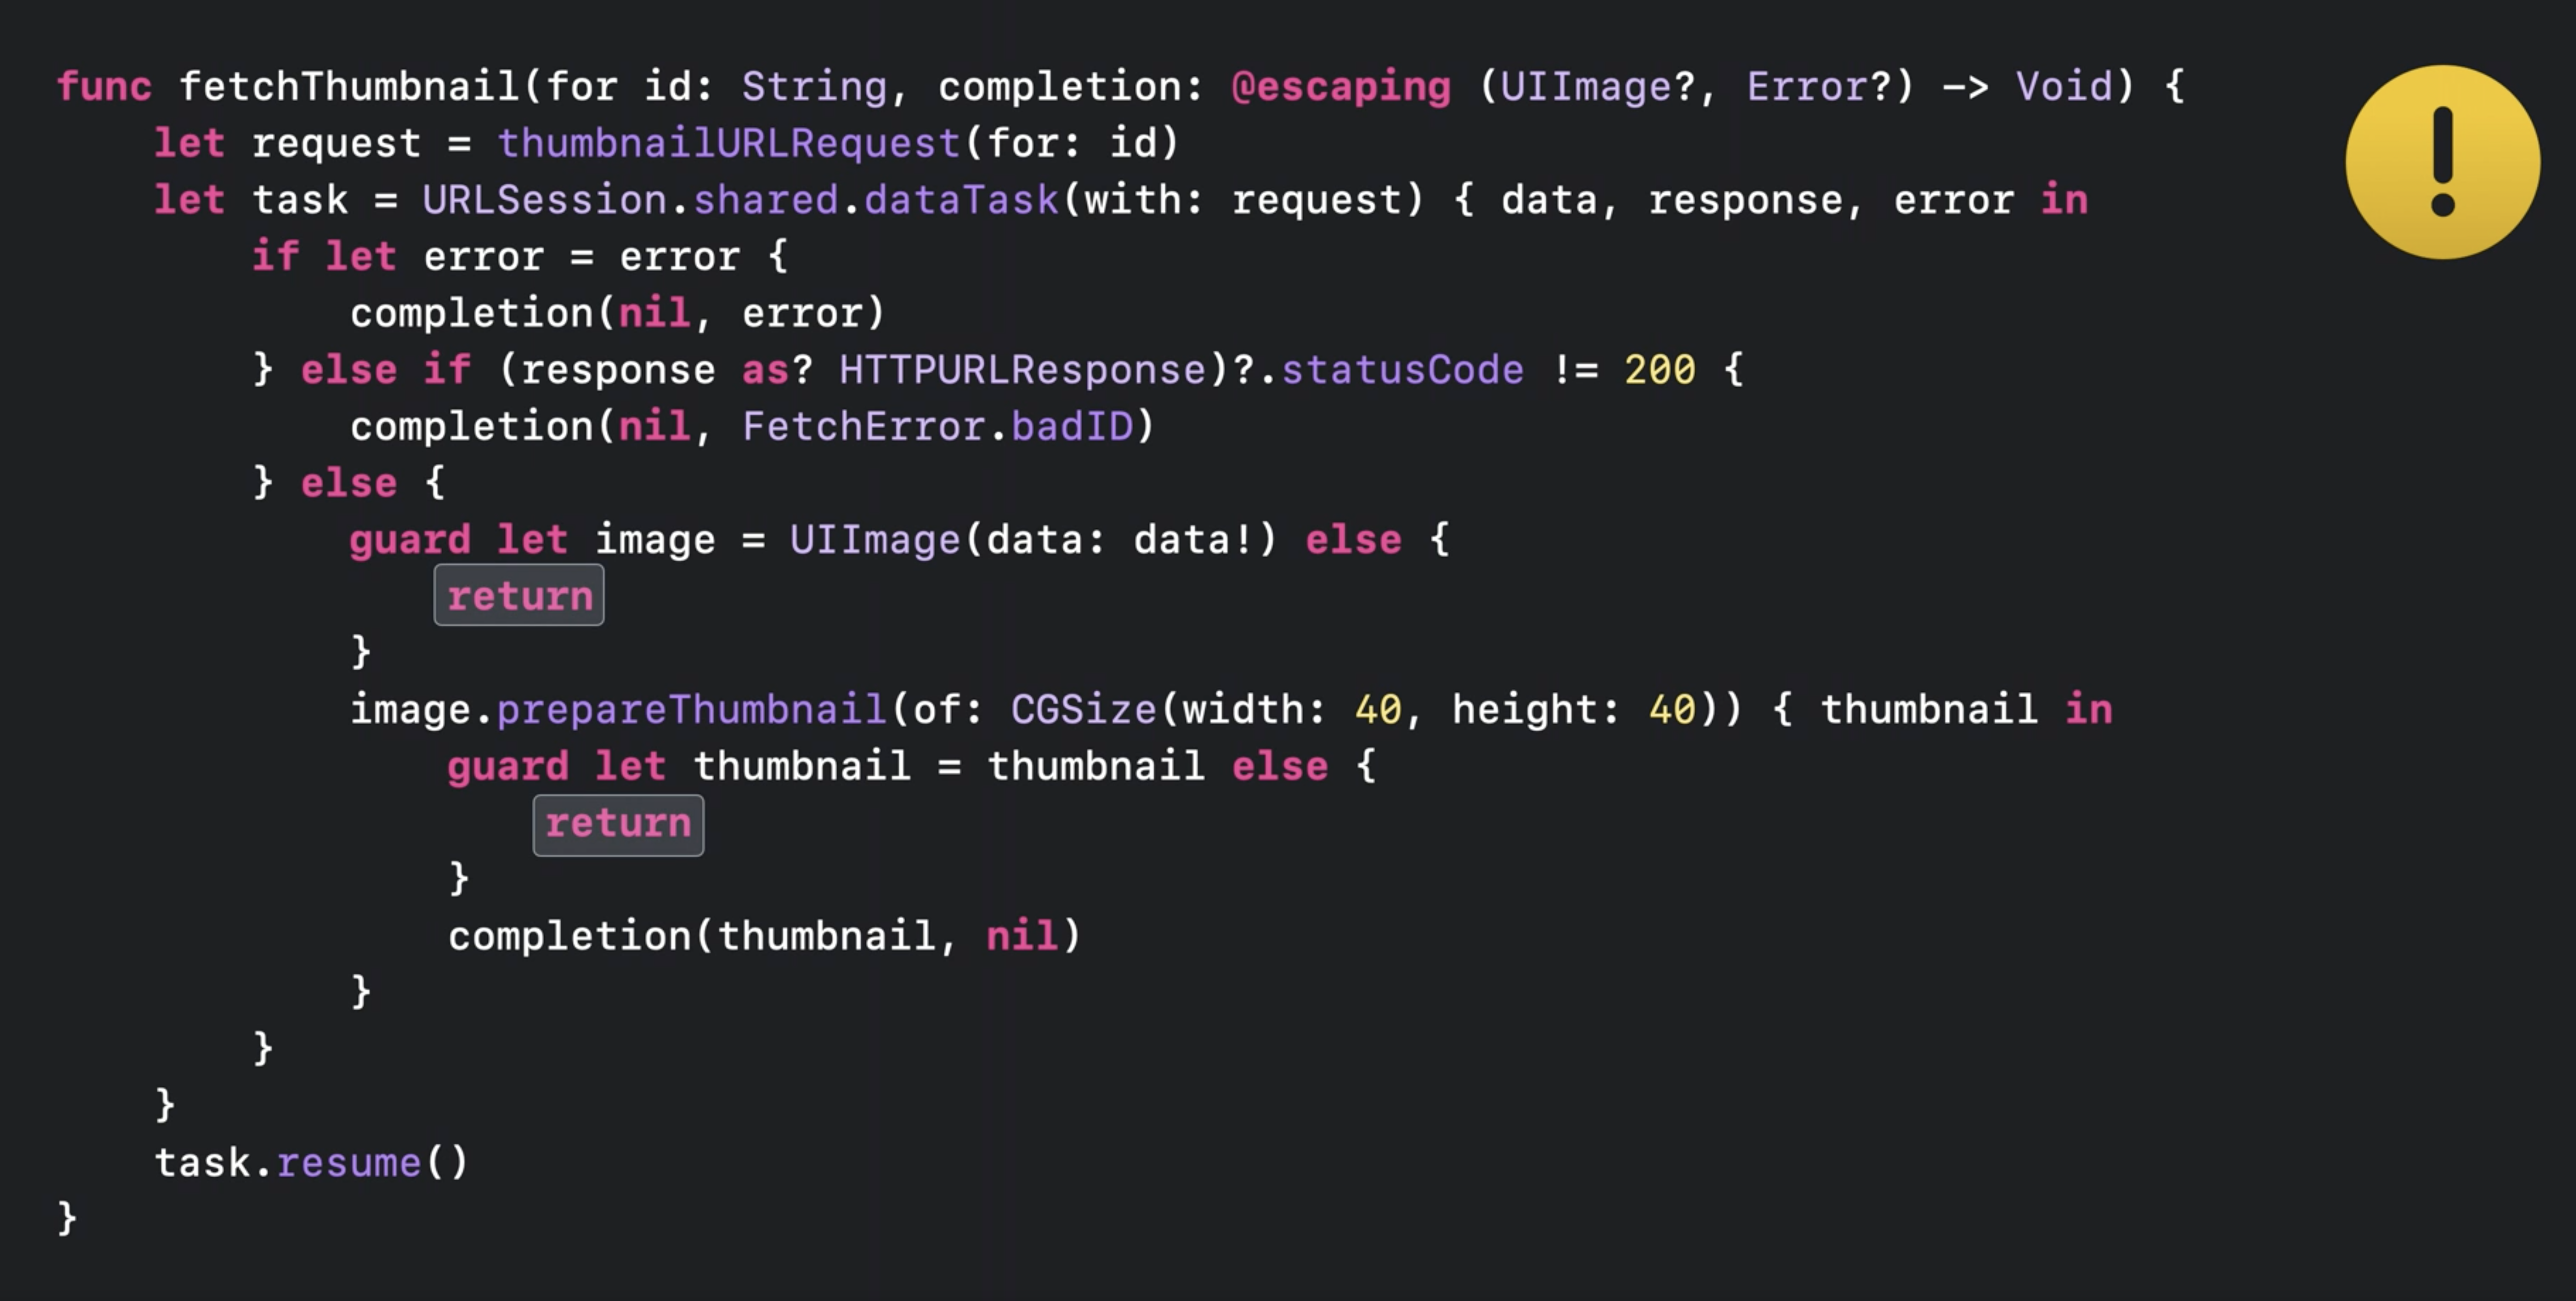 func fetchThumbnail(for id: String, completion: @escaping (UIImage?, Error?) -> Void) {
    let request = thumbnailURLRequest(for: id)
    let task = URLSession.shared.dataTask(with: request) { data, response, error in
        if let error = error {
            completion(nil, error)
        } else if (response as? HTTPURLResponse)?.statusCode != 200 {
            completion(nil, FetchError.badID)
        } else {
            guard let image = UIImage(data: data!) else {
                return
            }
            image.prepareThumbnail(of: CGSize(width: 40, height: 40)) { thumbnail in
                guard let thumbnail = thumbnail else {
                    return
                }
                completion(thumbnail, nil)
            }
        }
    }
    task.resume()
}